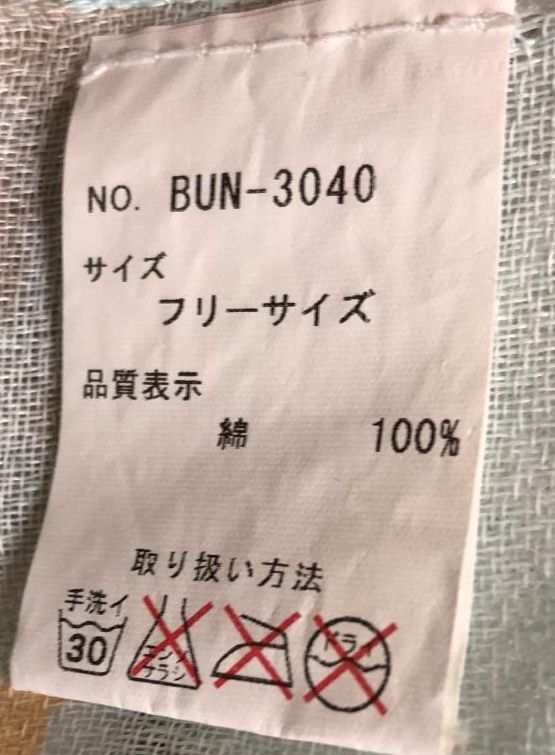 NO. BUN-3040
サイズ
フリーサイズ
品質表示
綿 100%
取り扱い方法
手洗イ
30
エンソ
サラシ
ドライ